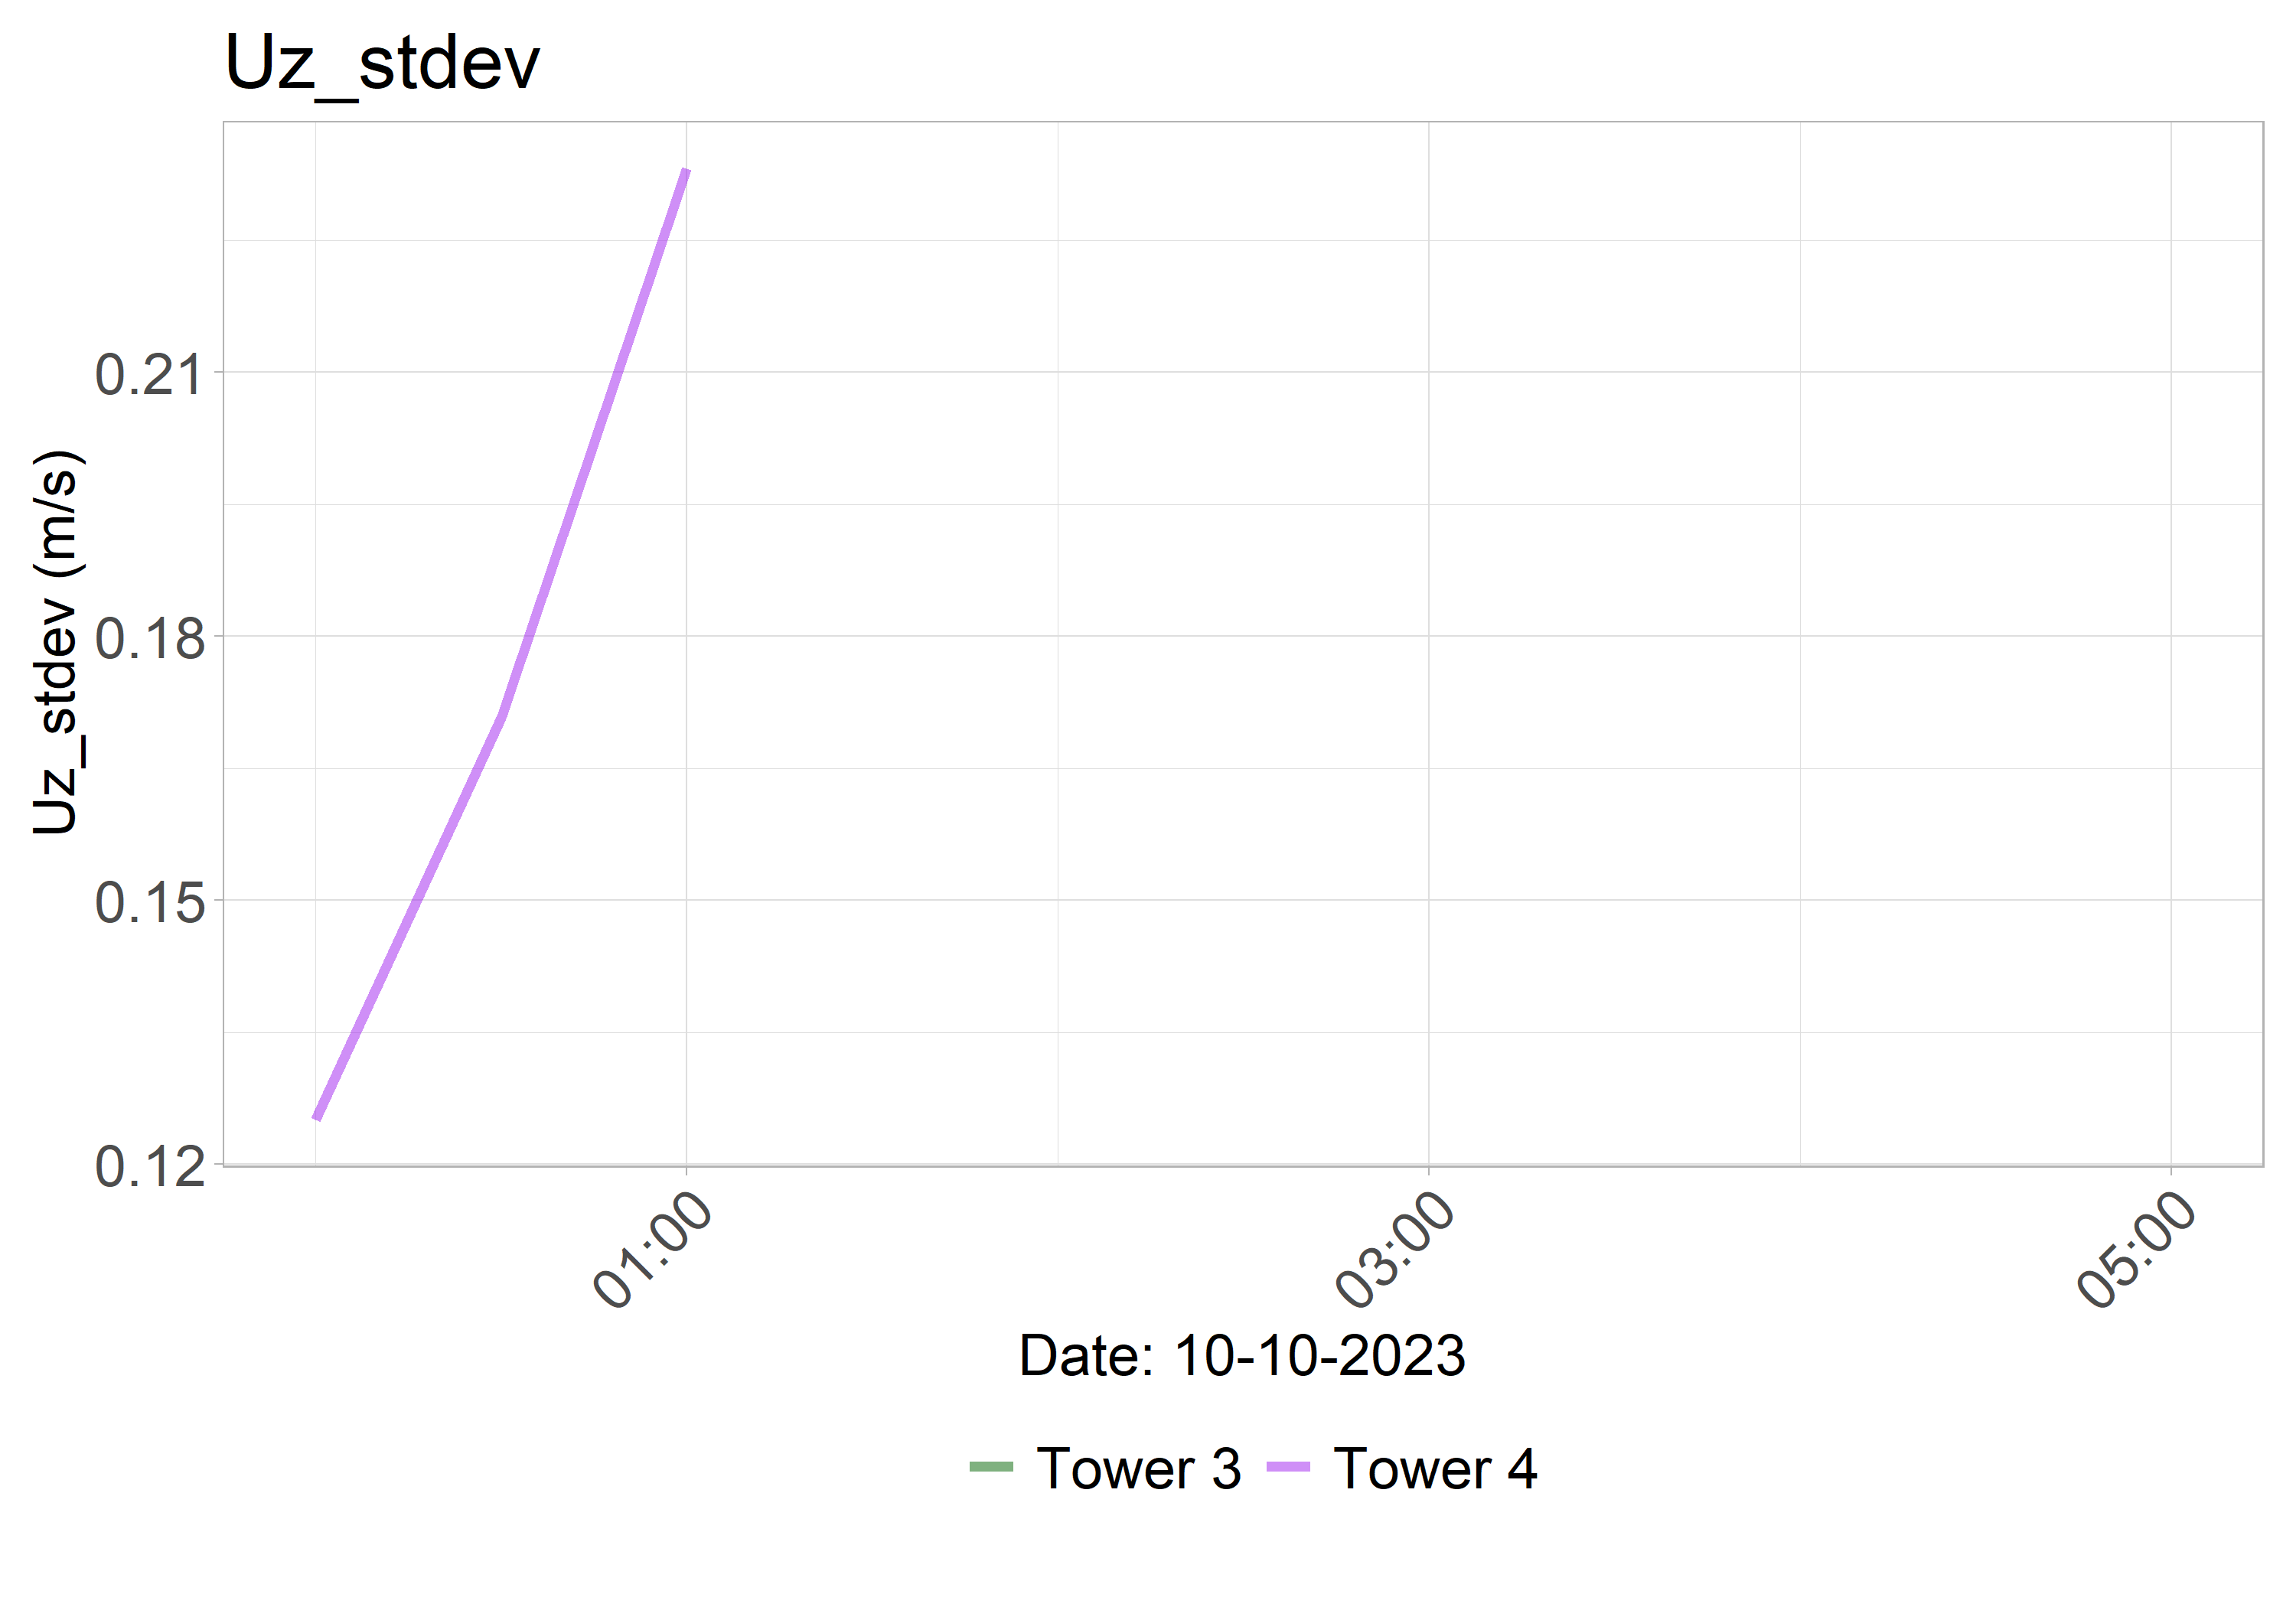 Uz_stdev
Uz_stdev (m/s)
0.21
0.18
0.15
0.12
01:00 03:00 05:00
Date: 10-10-2023
Tower 3 Tower 4